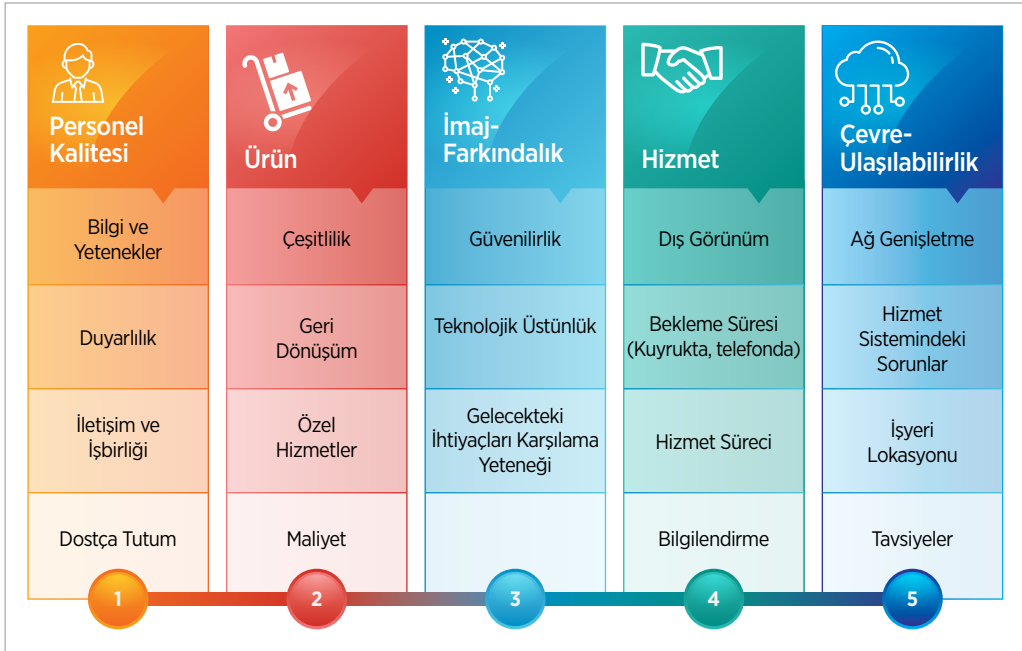 Personel
Kalitesi
Bilgi ve
Yetenekler
Duyarlılık
İletişim ve
İşbirliği
Dostça Tutum
1
Ürün
Çeşitlilik
Geri
Dönüşüm
Özel
Hizmetler
Maliyet
2
İmaj-
Farkındalık
Güvenilirlik
Teknolojik Üstünlük
Gelecekteki
İhtiyaçları Karşılama
Yeteneği
3
Hizmet
Dış Görünüm
Bekleme Süresi
(Kuyrukta, telefonda)
Hizmet Süreci
Bilgilendirme
4
Çevre-
Ulaşılabilirlik
Ağ Genişletme
Hizmet
Sistemindeki
Sorunlar
İşyeri
Lokasyonu
Tavsiyeler
5